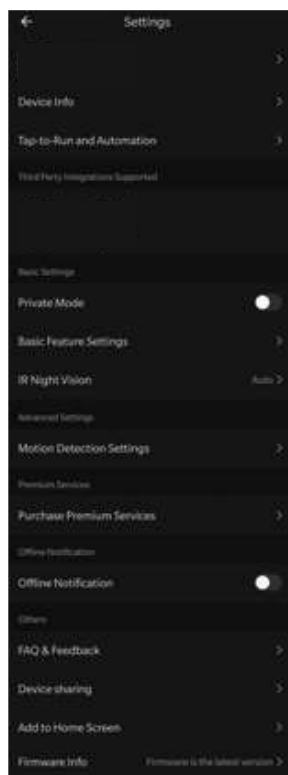 Settings
Device Info
Tap-to-Run and Automation
Third Party Integrations Supported
Basic Settings
Private Mode
Basic Feature Settings
IR Night Vision Auto
Advanced Settings
Motion Detection Settings
Premium Services
Purchase Premium Services
Offline Notification
Offline Notification
Others
FAQ & Feedback
Device sharing
Add to Home Screen
Firmware Info Firmware is the latest version